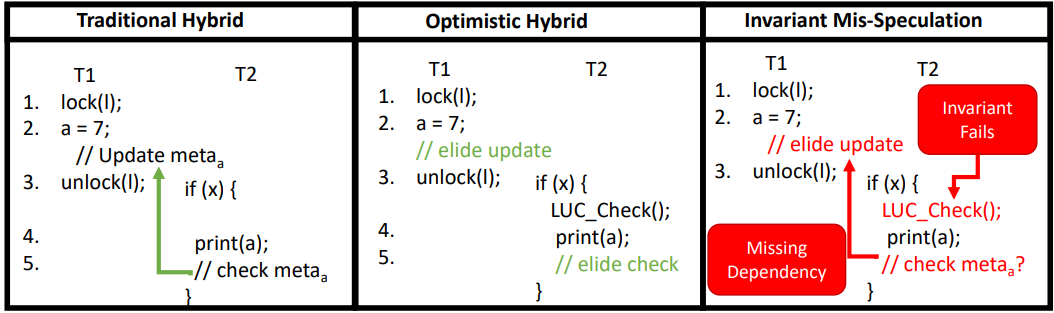 Traditional Hybrid
T1 T2
1. lock(l);
2. a = 7;
// Update metaa
3. unlock(l); if (x) {
4. print(a);
5. // check metaa
}
Optimistic Hybrid
T1 T2
1. lock(l);
2. a = 7;
// elide update
3. unlock(l); if (x) {
LUC_Check();
4. print(a);
5. // elide check
}
Invariant Mis-Speculation
T1 T2
1. lock(l);
2. a = 7;
// elide update
3. unlock(l);
Invariant
Fails
if (x) {
LUC_Check();
print(a);
// check metaa?
}
Missing
Dependency